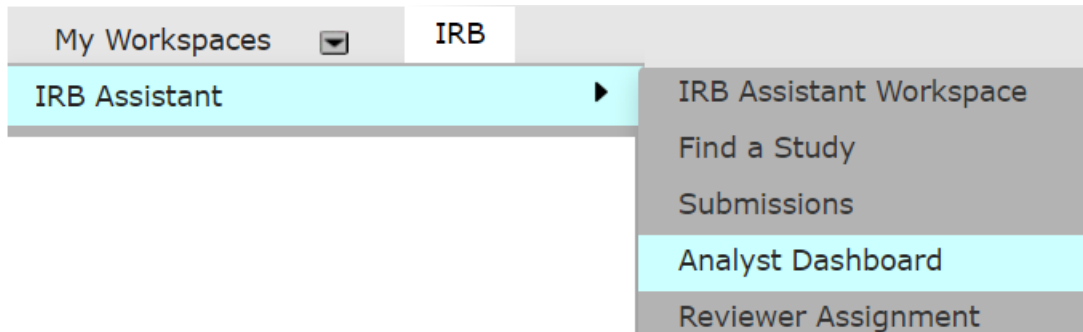 My Workspaces IRB
IRB Assistant
IRB Assistant Workspace
Find a Study
Submissions
Analyst Dashboard
Reviewer Assignment